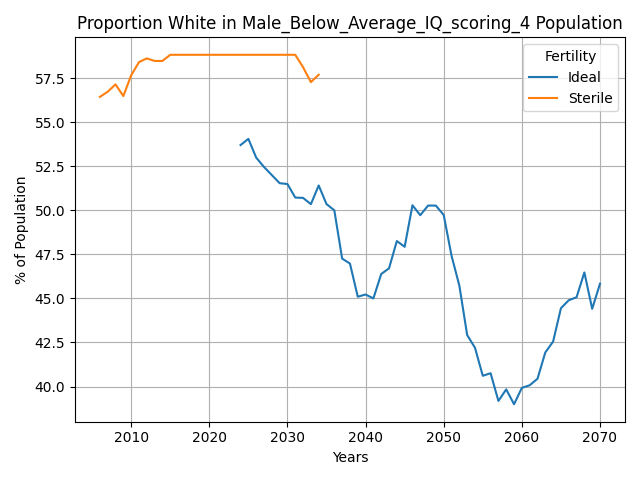 Proportion White in Male_Below_Average_IQ_scoring_4 Population
Fertility
Ideal
Sterile
% of Population
57.5
55.0
52.5
50.0
47.5
45.0
42.5
40.0
2010 2020 2030 2040 2050 2060 2070
Years